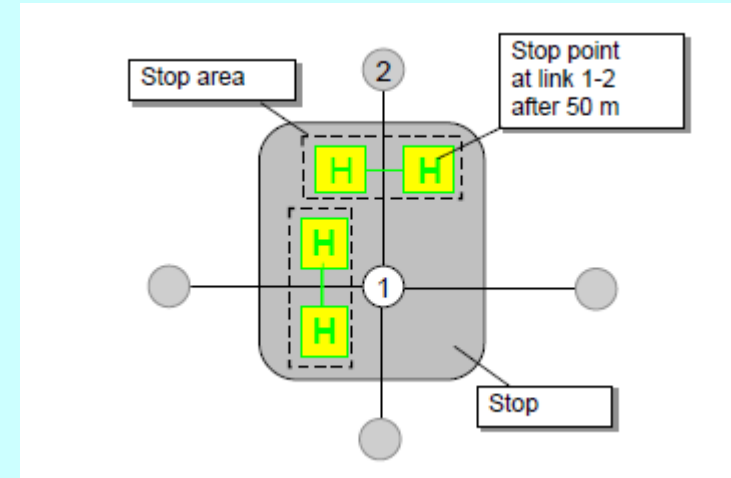 Stop area
2
Stop point
at link 1-2
after 50 m
H H
H
1
H
Stop